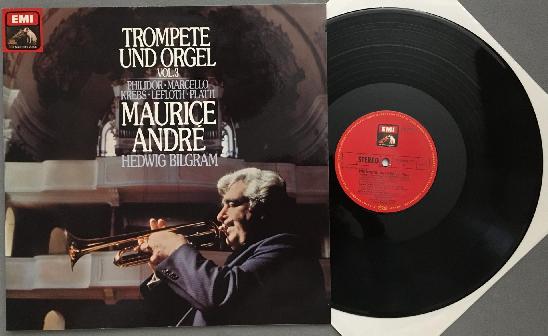 EMI
TROMPETE
UND ORGEL
VOL.3
PHILIDOR · MARCELLO
KREBS · LEFLOTH · PLATTI
MAURICE
ANDRÉ
HEDWIG BILGRAM
EMI
STEREO